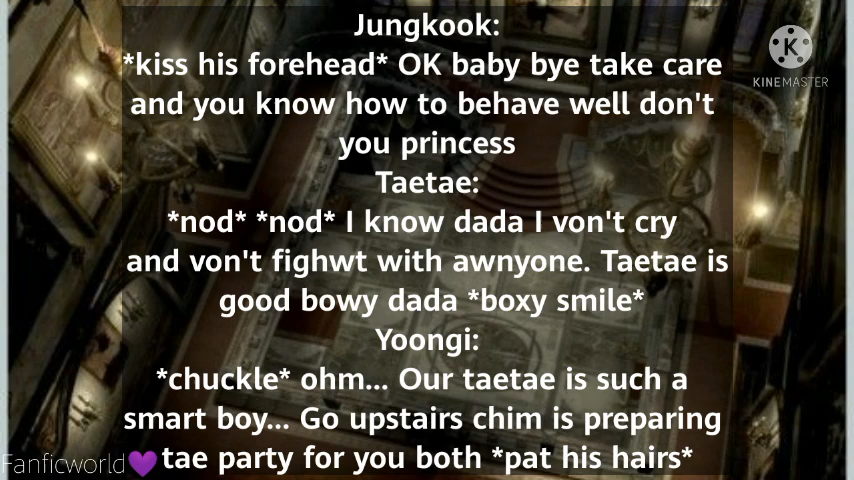 Jungkook:
*kiss his forehead* OK baby bye take care
and you know how to behave well don't
you princess
Taetae:
*nod* *nod* I know dada I von't cry
and von't fighwt with awnyone. Taetae is
good bowy dada *boxy smile*
Yoongi:
*chuckle* ohm... Our taetae is such a
smart boy... Go upstairs chim is preparing
tae party for you both *pat his hairs*
K
KINEMASTER
Fanficworld💜